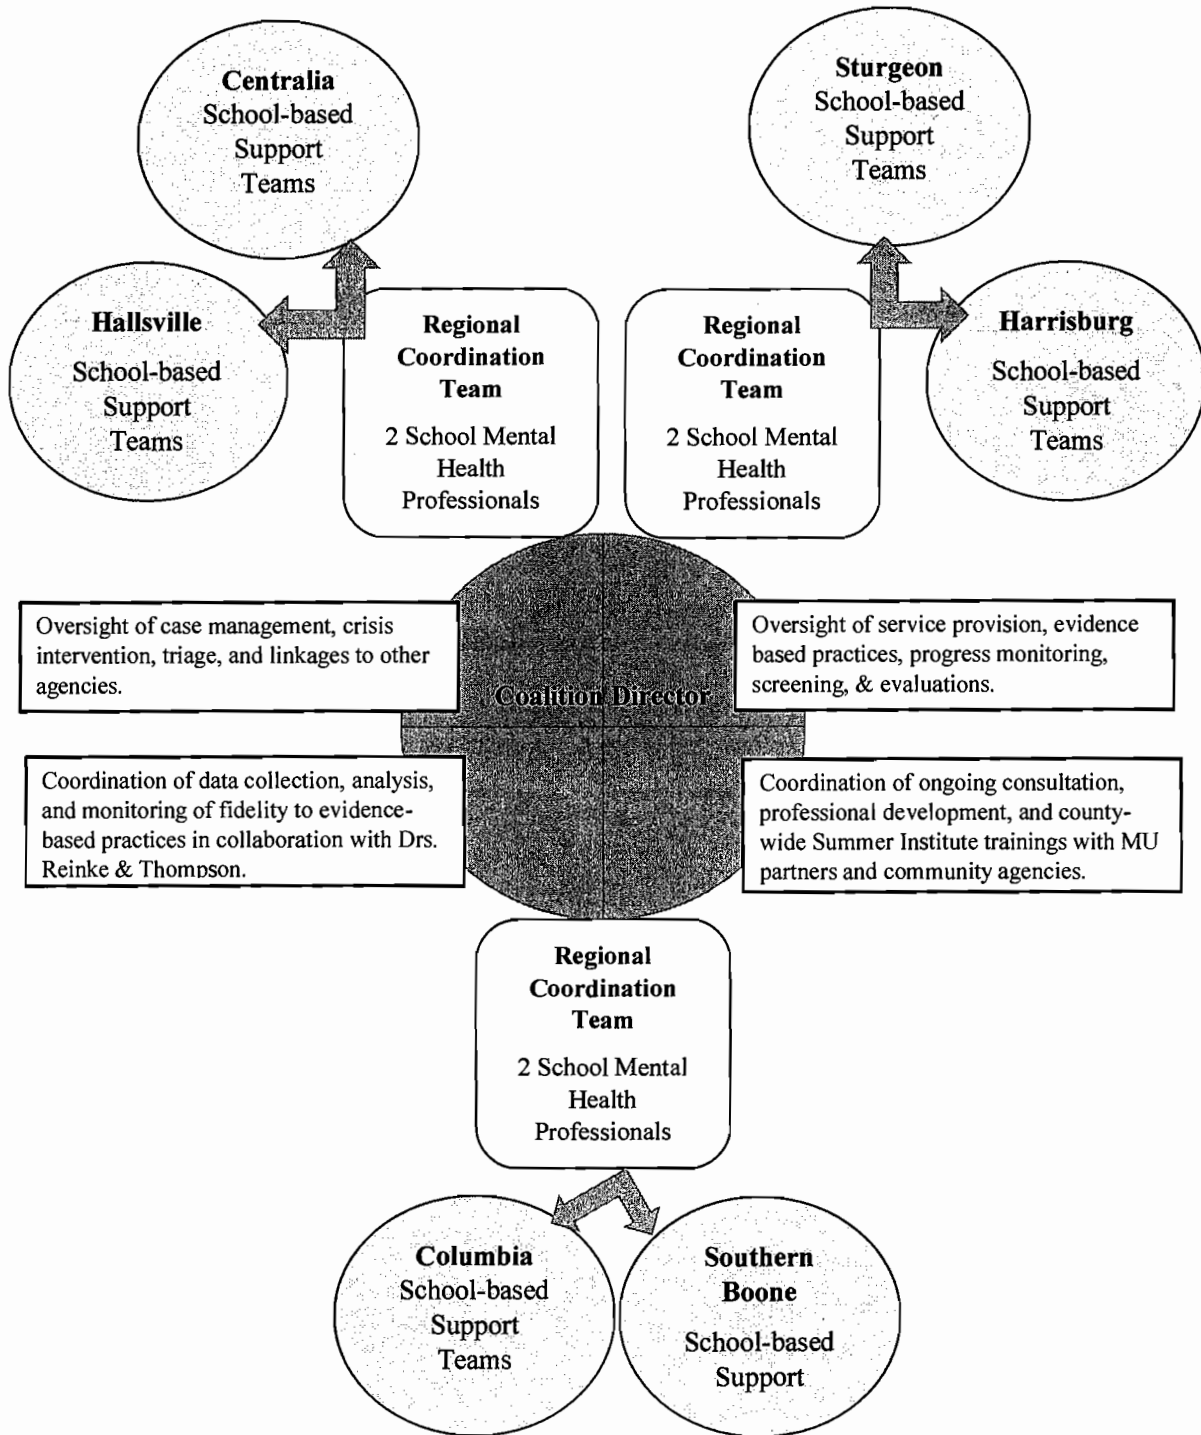 Centralia
School-based
Support
Teams
Sturgeon
School-based
Support
Teams
Hallsville
School-based
Support
Teams
Regional
Coordination
Team
2 School Mental
Health
Professionals
Regional
Coordination
Team
2 School Mental
Health
Professionals
Harrisburg
School-based
Support
Teams
Oversight of case management, crisis
intervention, triage, and linkages to other
agencies.
Oversight of service provision, evidence
based practices, progress monitoring,
screening, & evaluations.
Coalition Director
Coordination of data collection, analysis,
and monitoring of fidelity to evidence-
based practices in collaboration with Drs.
Reinke & Thompson.
Coordination of ongoing consultation,
professional development, and county-
wide Summer Institute trainings with MU
partners and community agencies.
Regional
Coordination
Team
2 School Mental
Health
Professionals
Columbia
School-based
Support
Teams
Southern
Boone
School-based
Support